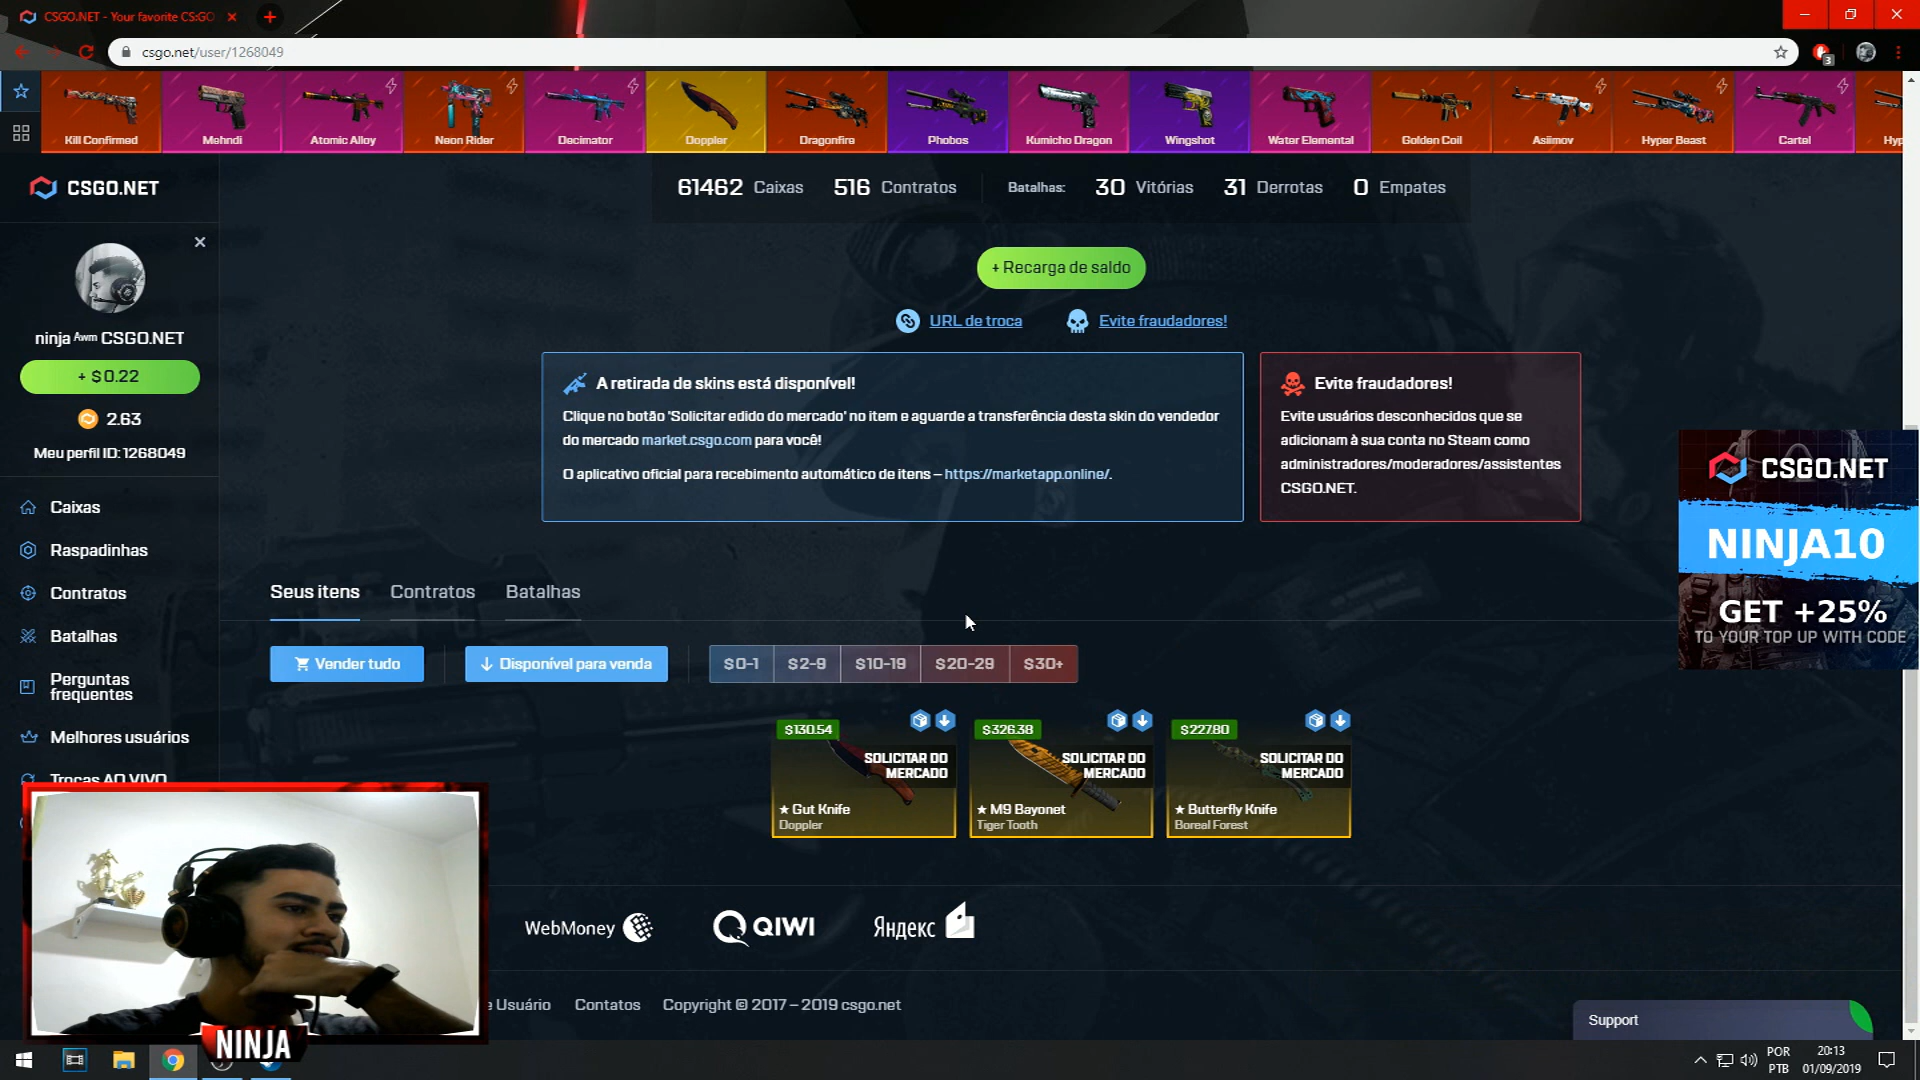 CSGO.NET - Your favorite CS:GO
csgo.net/user/1268049
3
Kill Confirmed
Mehndi
Atomic Alloy
Neon Rider
Decimator
Doppler
Dragonfire
Phobos
Kumicho Dragon
Wingshot
Water Elemental
Golden Coil
Asiimov
Hyper Beast
Cartel
Hyp
CSGO.NET
61462 Caixas
516 Contratos
Batalhas:
30 Vitórias
31 Derrotas
0 Empates
+ Recarga de saldo
URL de troca
Evite fraudadores!
ninja Awm CSGO.NET
+ $0.22
2.63
Meu perfil ID: 1268049
Caixas
Raspadinhas
Contratos
Batalhas
Perguntas
frequentes
Melhores usuários
Trocas AO VIVO
A retirada de skins está disponível!
Clique no botão 'Solicitar edido do mercado' no item e aguarde a transferência desta skin do vendedor
do mercado market.csgo.com para você!
O aplicativo oficial para recebimento automático de itens – https://marketapp.online/.
Evite fraudadores!
Evite usuários desconhecidos que se
adicionam à sua conta no Steam como
administradores/moderadores/assistentes
CSGO.NET.
CSGO.NET
NINJA10
GET +25%
TO YOUR TOP UP WITH CODE
Seus itens
Contratos
Batalhas
Vender tudo
Disponível para venda
$0-1
$2-9
$10-19
$20-29
$30+
$130.54
SOLICITAR DO
MERCADO
★ Gut Knife
Doppler
$326.38
SOLICITAR DO
MERCADO
★ M9 Bayonet
Tiger Tooth
$227.80
SOLICITAR DO
MERCADO
★ Butterfly Knife
Boreal Forest
WebMoney
QIWI
Яндекс
e Usuário
Contatos
Copyright © 2017 – 2019 csgo.net
Support
NINJA
POR
PTB
20:13
01/09/2019